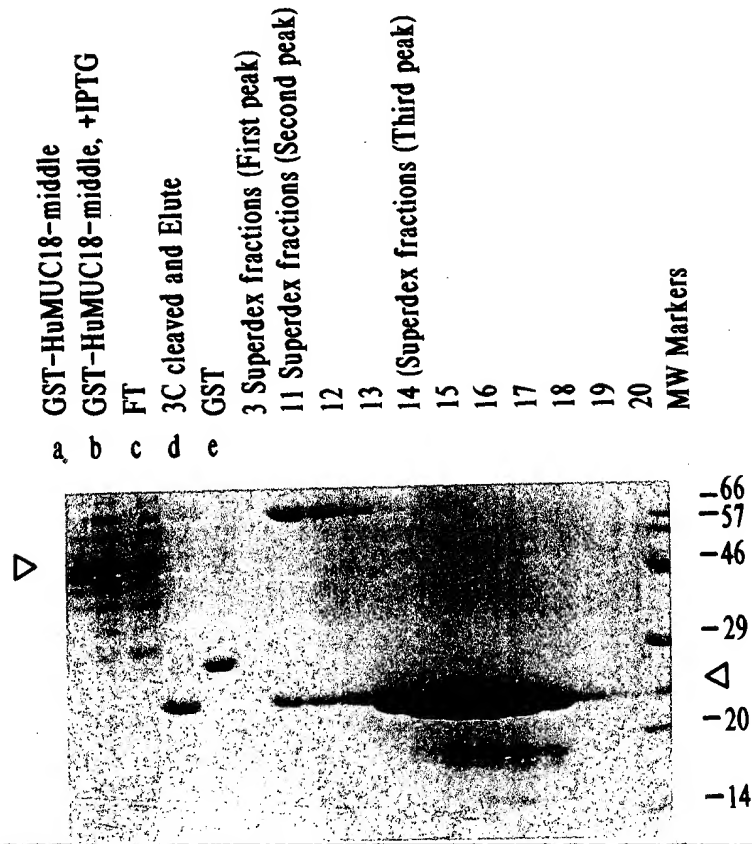 a GST-HuMUC18-middle
b GST-HuMUC18-middle, +IPTG
c FT
d 3C cleaved and Elute
e GST
3 Superdex fractions (First peak)
11 Superdex fractions (Second peak)
12
13
14 (Superdex fractions (Third peak)
15
16
17
18
19
20
MW Markers
-66
-57
-46
-29
-20
-14